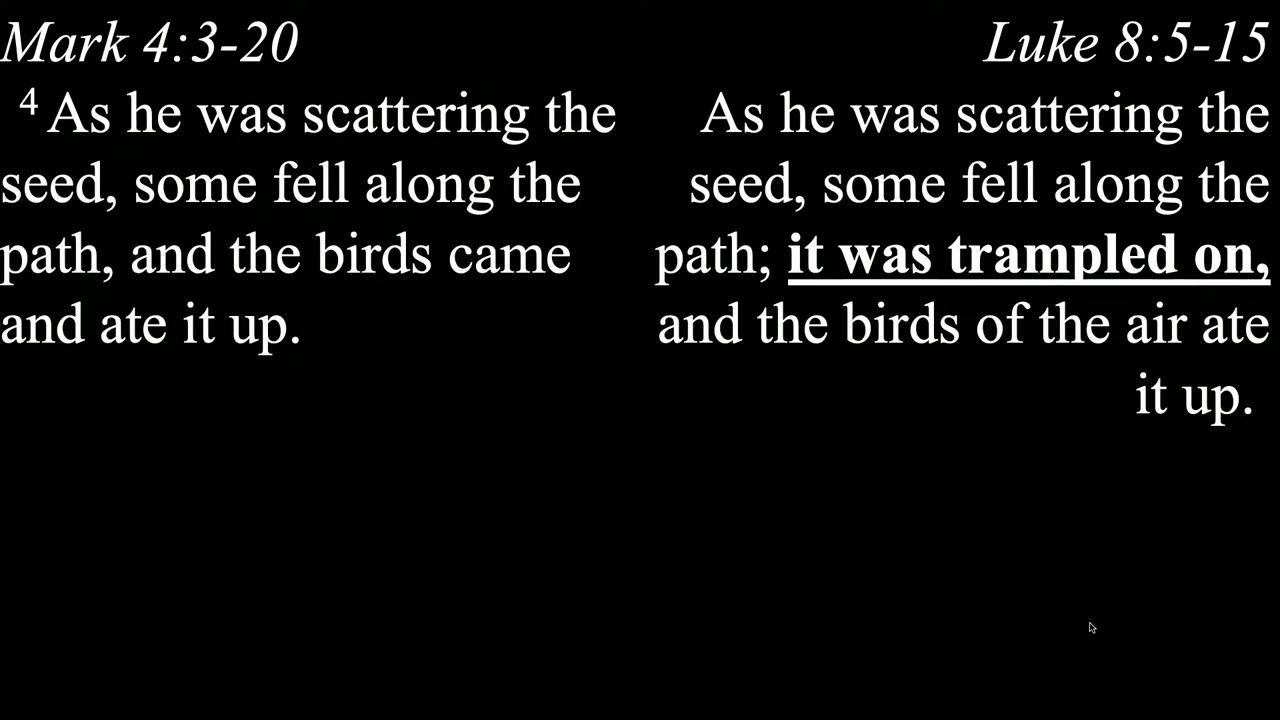 Mark 4:3-20
4 As he was scattering the
seed, some fell along the
path, and the birds came
and ate it up.
Luke 8:5-15
As he was scattering the
seed, some fell along the
path; it was trampled on,
and the birds of the air ate
it up.